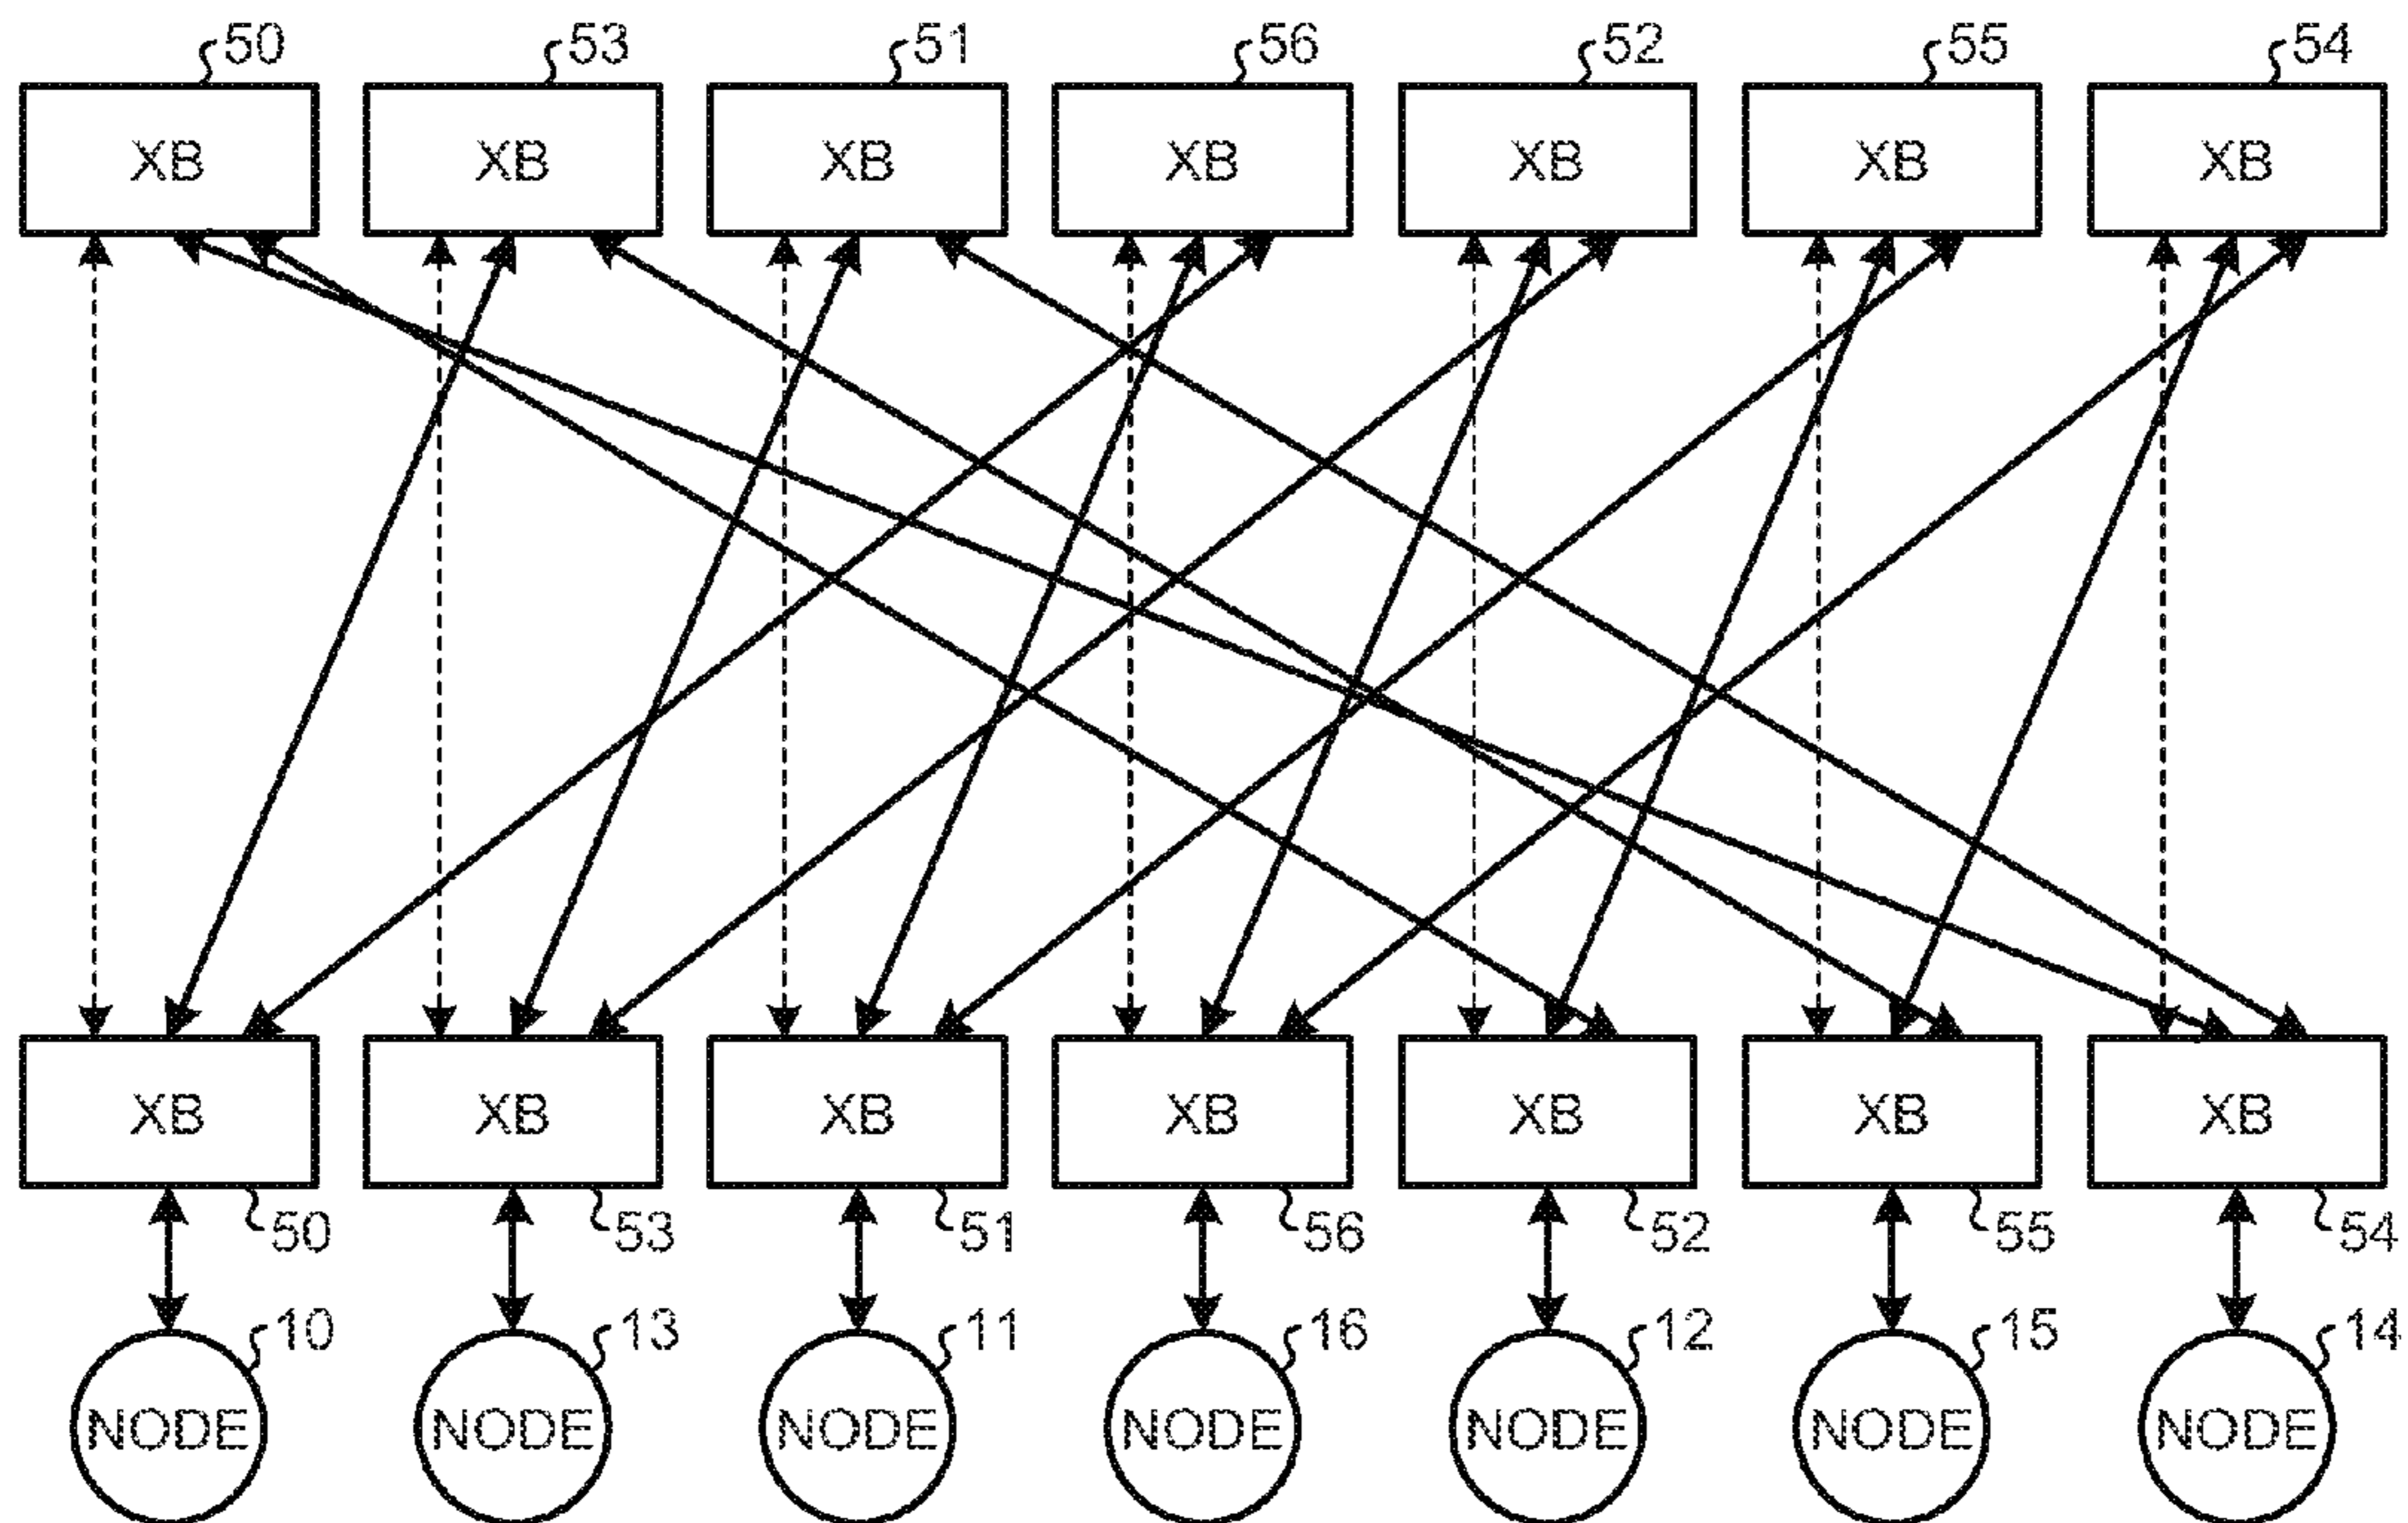 50 53 51 56 52 55 54
XB XB XB XB XB XB XB
XB XB XB XB XB XB XB
50 53 51 56 52 55 54
10 13 11 16 12 15 14
NODE NODE NODE NODE NODE NODE NODE